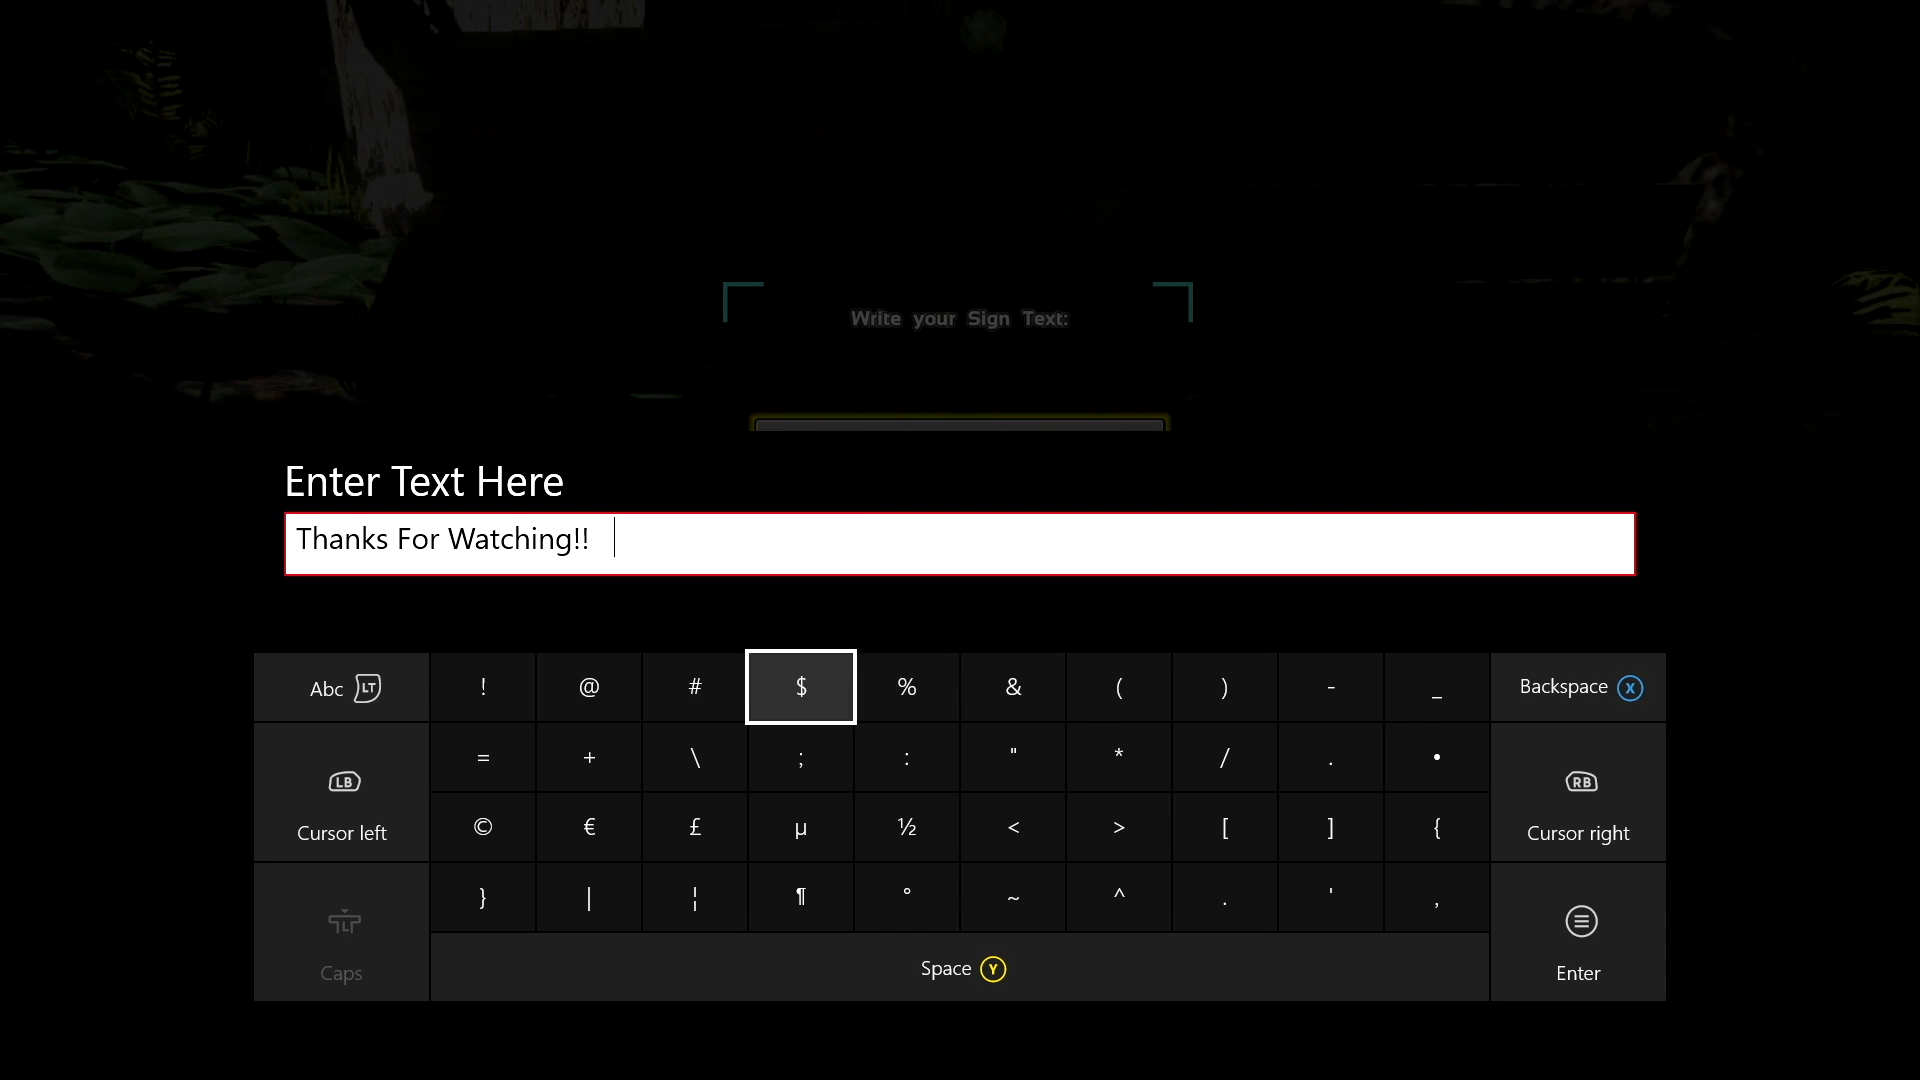 Write your Sign Text:
Enter Text Here
Thanks For Watching!!
Abc LT ! @ # $ % & ( ) - _ Backspace X
= + \ ; : " * / . •
LB Cursor left RB Cursor right
© € £ µ ½ < > [ ] {
} | ¦ ¶ ° ~ ^ . ' ,
LT Caps Space Y Enter